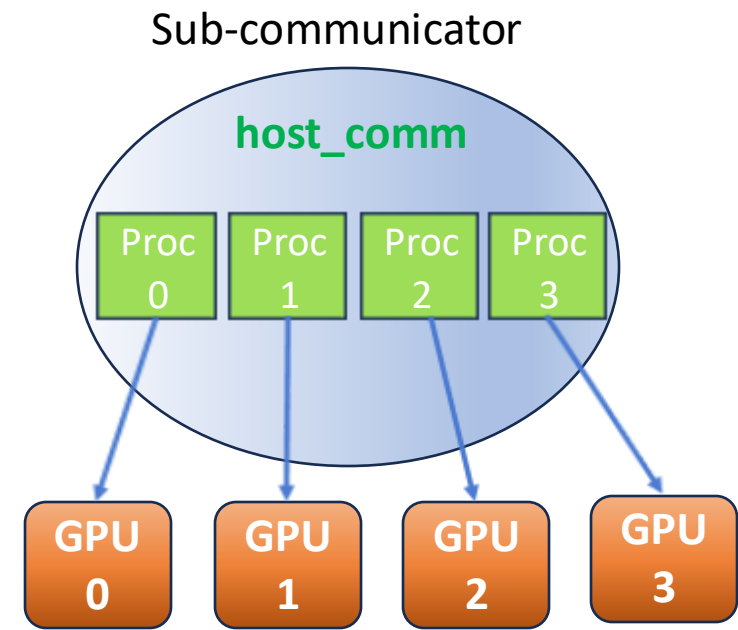 Sub-communicator
host_comm
Proc
0
Proc
1
Proc
2
Proc
3
GPU
0
GPU
1
GPU
2
GPU
3